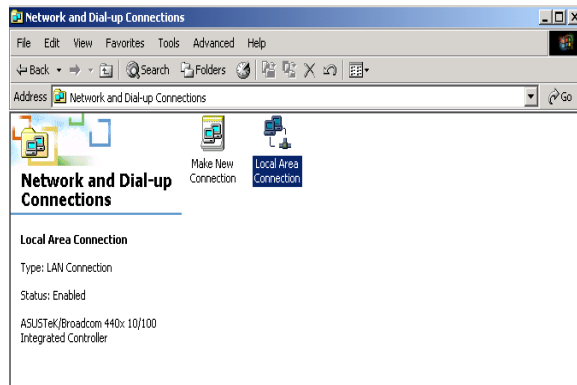 Network and Dial-up Connections
File Edit View Favorites Tools Advanced Help
Back Search Folders
Address Network and Dial-up Connections Go
Make New Connection
Local Area Connection
Network and Dial-up
Connections
Local Area Connection
Type: LAN Connection
Status: Enabled
ASUSTeK/Broadcom 440x 10/100
Integrated Controller